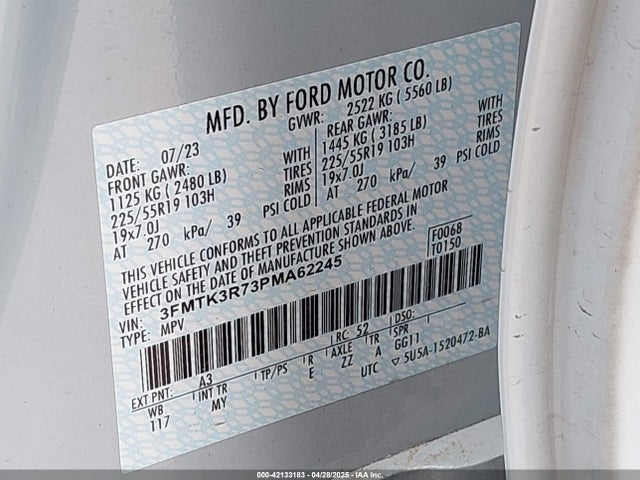 MFD. BY FORD MOTOR CO.
DATE: 07/23
GVWR: 2522 KG ( 5560 LB)
FRONT GAWR:
1125 KG ( 2480 LB) WITH
225/55R19 103H TIRES
19x7.0J RIMS
AT 270 kPa/ 39 PSI COLD
REAR GAWR:
1445 KG ( 3185 LB) WITH
225/55R19 103H TIRES
19x7.0J RIMS
AT 270 kPa/ 39 PSI COLD
THIS VEHICLE CONFORMS TO ALL APPLICABLE FEDERAL MOTOR
VEHICLE SAFETY AND THEFT PREVENTION STANDARDS IN
EFFECT ON THE DATE OF MANUFACTURE SHOWN ABOVE.
VIN: 3FMTK3R73PMA62245
TYPE: MPV
F0068
T0150
EXT PNT: A3 RC: 52 DSO:
WB INT TR TP/PS R AXLE TR SPR
117 MY E ZZ A GG11
UTC 5U5A-1520472-BA
000-42133183 - 04/28/2025 - IAAI, Inc.